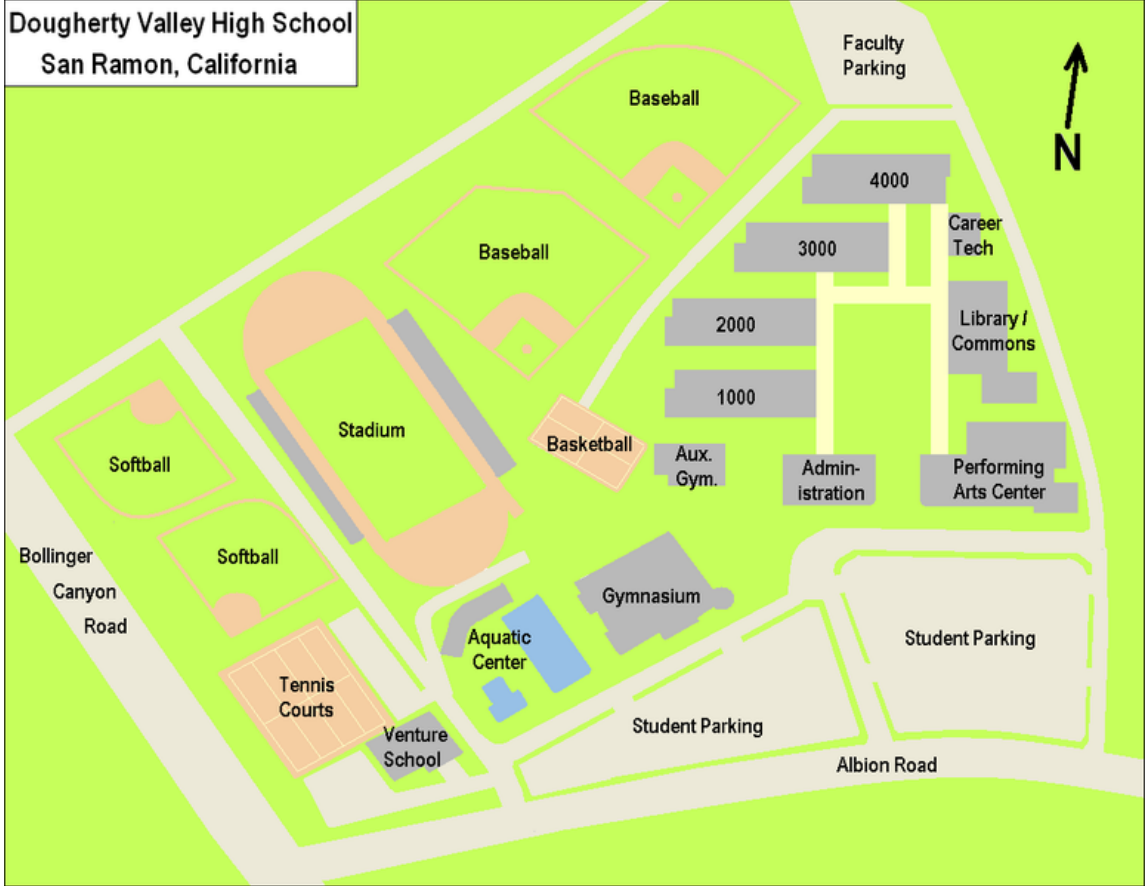 Dougherty Valley High School
San Ramon, California
Faculty
Parking
N
Baseball
4000
Career
Tech
3000
Baseball
2000
Library /
Commons
1000
Stadium
Basketball
Aux.
Gym.
Admin-
istration
Performing
Arts Center
Softball
Softball
Bollinger
Canyon
Road
Gymnasium
Aquatic
Center
Student Parking
Tennis
Courts
Venture
School
Student Parking
Albion Road